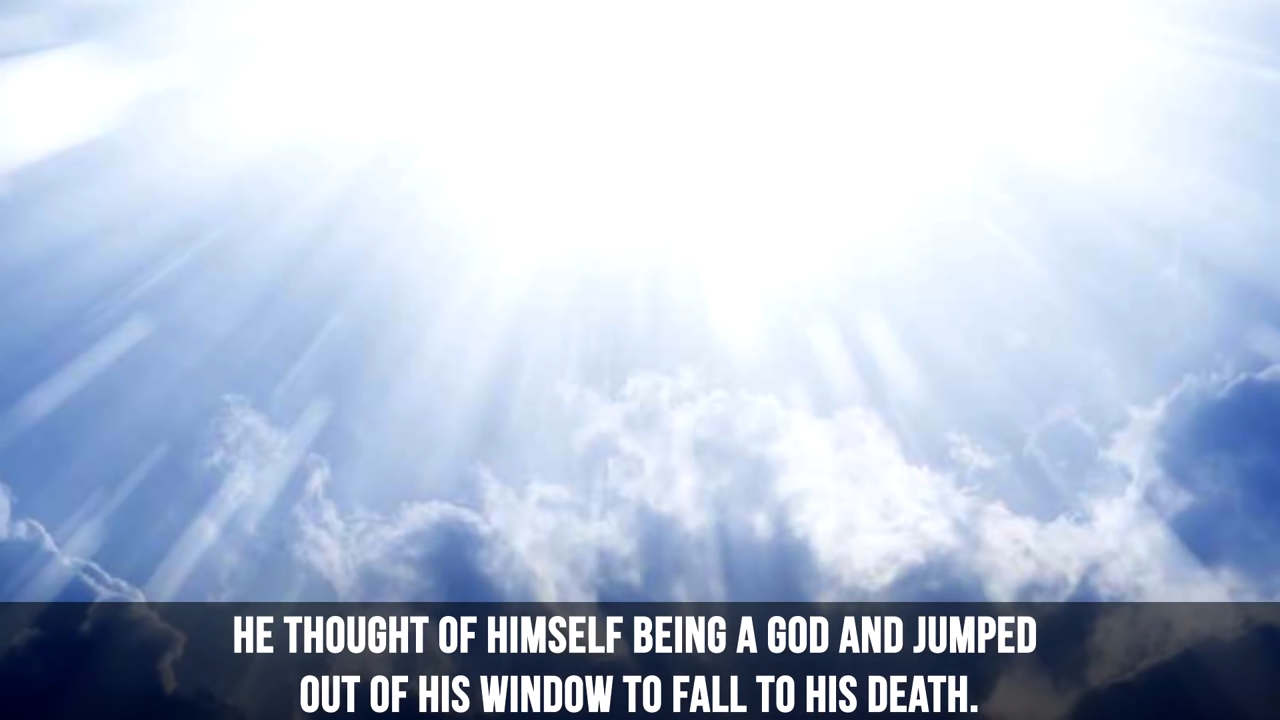 HE THOUGHT OF HIMSELF BEING A GOD AND JUMPED
OUT OF HIS WINDOW TO FALL TO HIS DEATH.